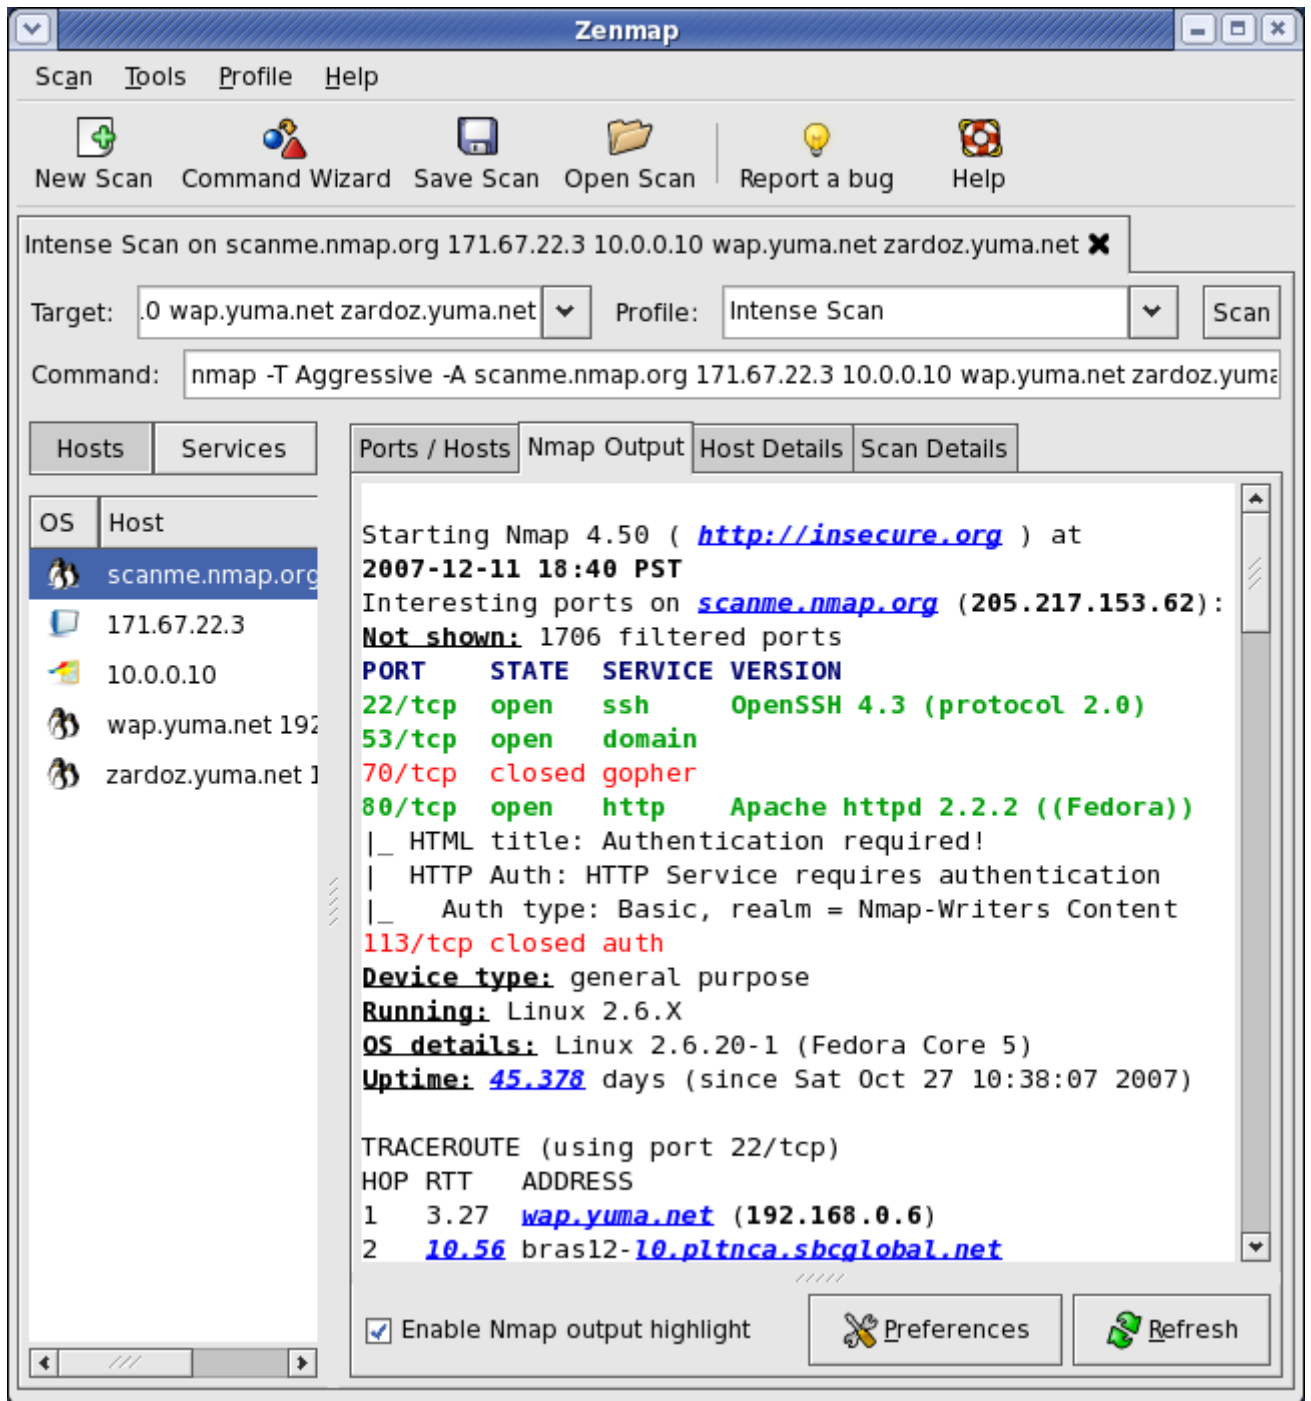 Zenmap
Scan Tools Profile Help
New Scan Command Wizard Save Scan Open Scan Report a bug Help
Intense Scan on scanme.nmap.org 171.67.22.3 10.0.0.10 wap.yuma.net zardoz.yuma.net
Target: .0 wap.yuma.net zardoz.yuma.net Profile: Intense Scan Scan
Command: nmap -T Aggressive -A scanme.nmap.org 171.67.22.3 10.0.0.10 wap.yuma.net zardoz.yuma
Hosts Services
OS Host
scanme.nmap.org
171.67.22.3
10.0.0.10
wap.yuma.net 192
zardoz.yuma.net 1
Ports / Hosts Nmap Output Host Details Scan Details
Starting Nmap 4.50 ( http://insecure.org ) at
2007-12-11 18:40 PST
Interesting ports on scanme.nmap.org (205.217.153.62):
Not shown: 1706 filtered ports
PORT STATE SERVICE VERSION
22/tcp open ssh OpenSSH 4.3 (protocol 2.0)
53/tcp open domain
70/tcp closed gopher
80/tcp open http Apache httpd 2.2.2 ((Fedora))
|_ HTML title: Authentication required!
| HTTP Auth: HTTP Service requires authentication
|_ Auth type: Basic, realm = Nmap-Writers Content
113/tcp closed auth
Device type: general purpose
Running: Linux 2.6.X
OS details: Linux 2.6.20-1 (Fedora Core 5)
Uptime: 45.378 days (since Sat Oct 27 10:38:07 2007)
TRACEROUTE (using port 22/tcp)
HOP RTT ADDRESS
1 3.27 wap.yuma.net (192.168.0.6)
2 10.56 bras12-l0.pltnca.sbcglobal.net
Enable Nmap output highlight Preferences Refresh